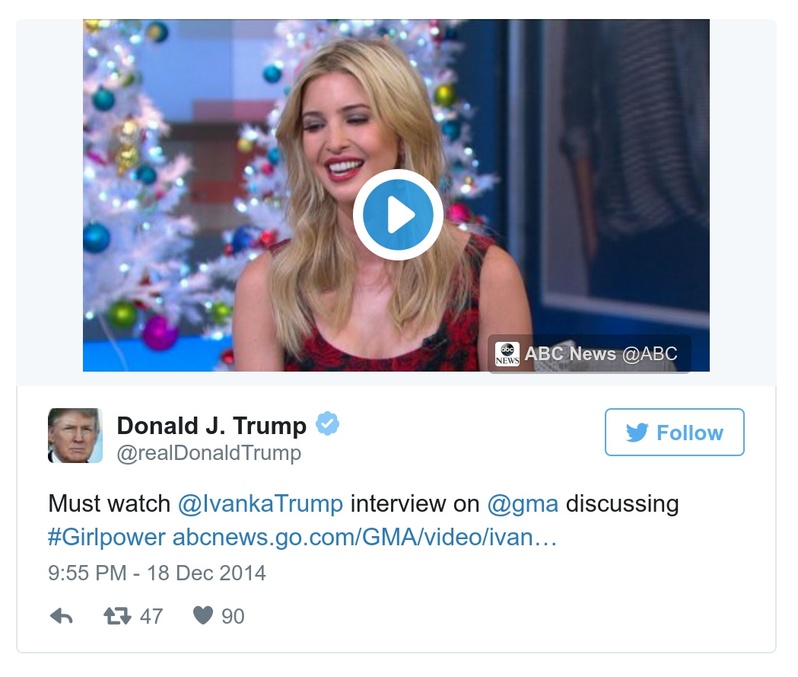 abc
NEWS
ABC News @ABC
Donald J. Trump
@realDonaldTrump
Follow
Must watch @IvankaTrump interview on @gma discussing
#Girlpower abcnews.go.com/GMA/video/ivan…
9:55 PM - 18 Dec 2014
47 90